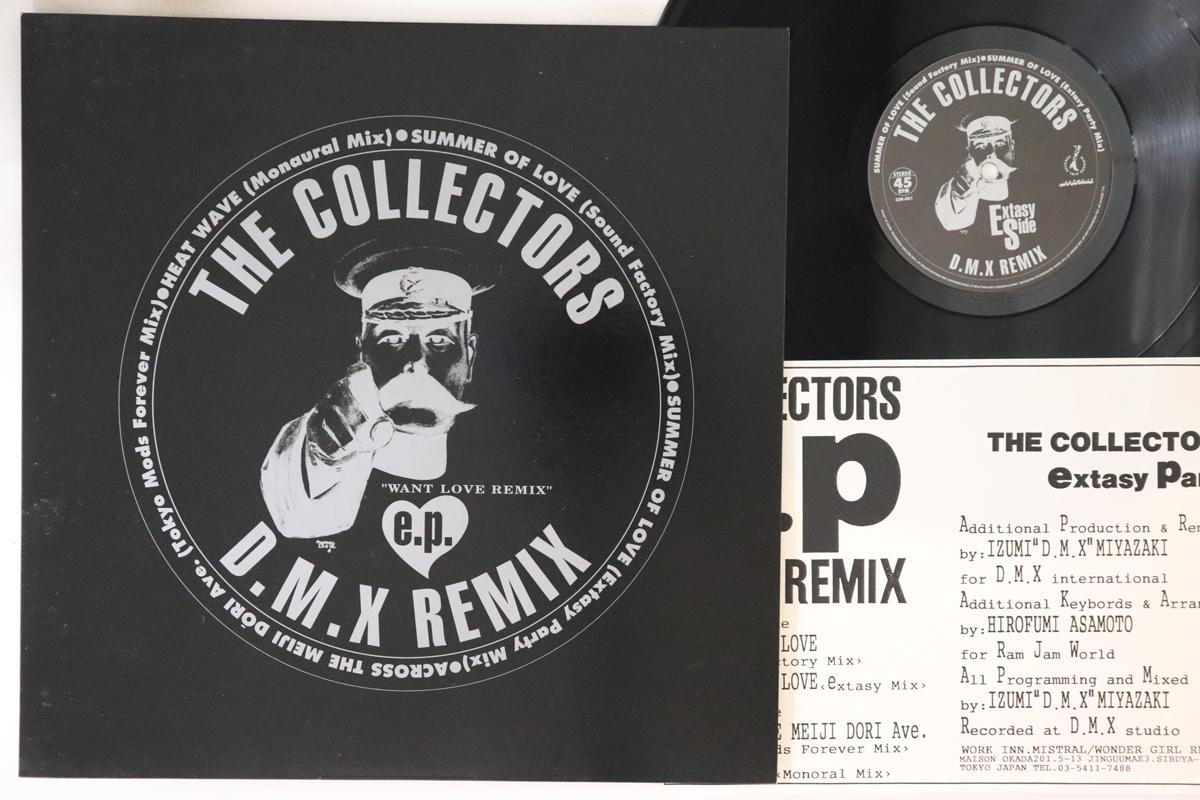 THE COLLECTORS
SUMMER OF LOVE (Sound Factory Mix)●SUMMER OF LOVE (Extasy Party Mix)●ACROSS THE MEIJI DORI Ave. (Tokyo Mods Forever Mix)●HEAT WAVE (Monaural Mix)●
"WANT LOVE REMIX"
e.p.
D.M.X REMIX
SUMMER OF LOVE (Sound Factory Mix)●SUMMER OF LOVE (Extasy Party Mix)
THE COLLECTORS
STEREO
45
RPM
Extasy
Side
D.M.X REMIX
ECTORS
.p
REMIX
LOVE
tory Mix>
LOVE<extasy Mix>
E MEIJI DORI Ave.
ds Forever Mix>
<Monoral Mix>
THE COLLECTO
extasy Par
Additional Production & Rem
by:IZUMI"D.M.X"MIYAZAKI
for D.M.X international
Additional Keybords & Arra
by:HIROFUMI ASAMOTO
for Ram Jam World
All Programming and Mixed
by:IZUMI"D.M.X"MIYAZAKI
Recorded at D.M.X studio
WORK INN.MISTRAL/WONDER GIRL RE
MAISON OKADA201.5-13 JINGUUMAE3.SIBUYA-
TOKYO JAPAN TEL.03-5411-7488